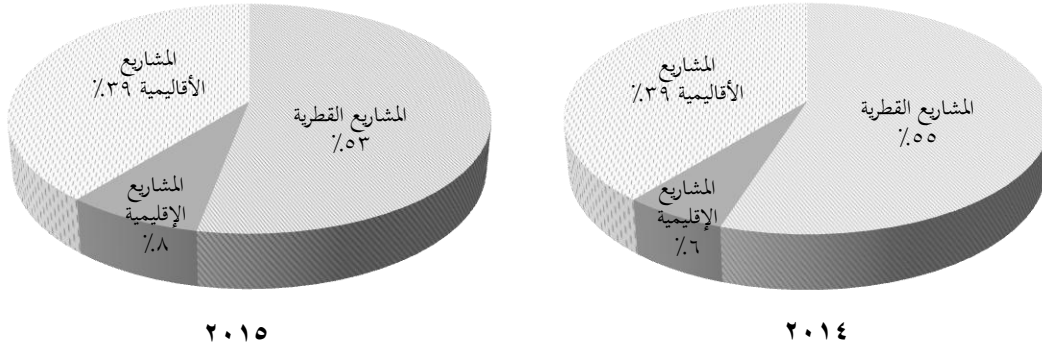 المشاريع
الأقاليمية ٣٩٪
المشاريع القطرية
٥٥٪
المشاريع
الإقليمية
٦٪
٢٠١٤
المشاريع
الأقاليمية ٣٩٪
المشاريع القطرية
٥٣٪
المشاريع
الإقليمية
٨٪
٢٠١٥